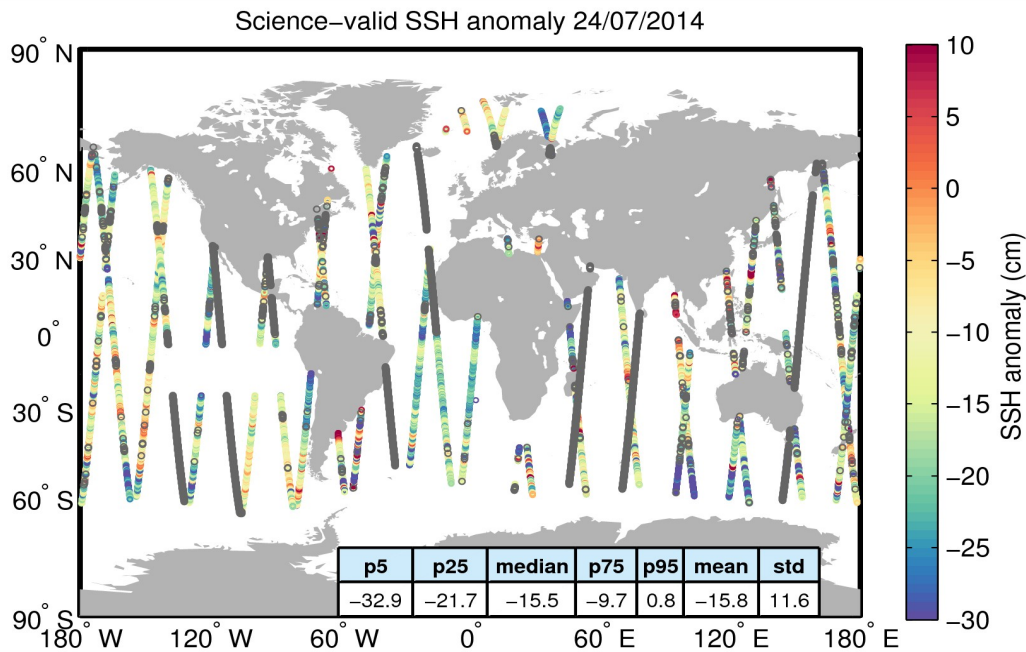 Science−valid SSH anomaly 24/07/2014
90° N
60° N
30° N
0°
30° S
60° S
90° S
180° W
120° W
60° W
0°
60° E
120° E
180° E
p5 p25 median p75 p95 mean std
−32.9 −21.7 −15.5 −9.7 0.8 −15.8 11.6
10
5
0
−5
−10
−15
−20
−25
−30
SSH anomaly (cm)